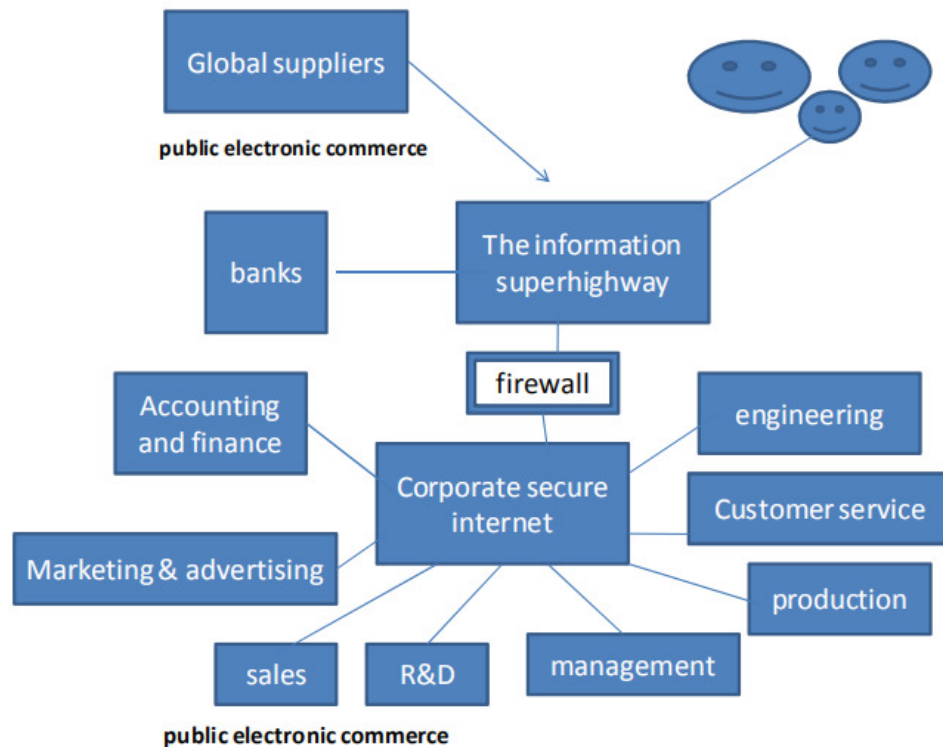 Global suppliers
public electronic commerce
The information
superhighway
banks
firewall
Accounting
and finance
engineering
Corporate secure
internet
Customer service
Marketing & advertising
production
sales
R&D
management
public electronic commerce